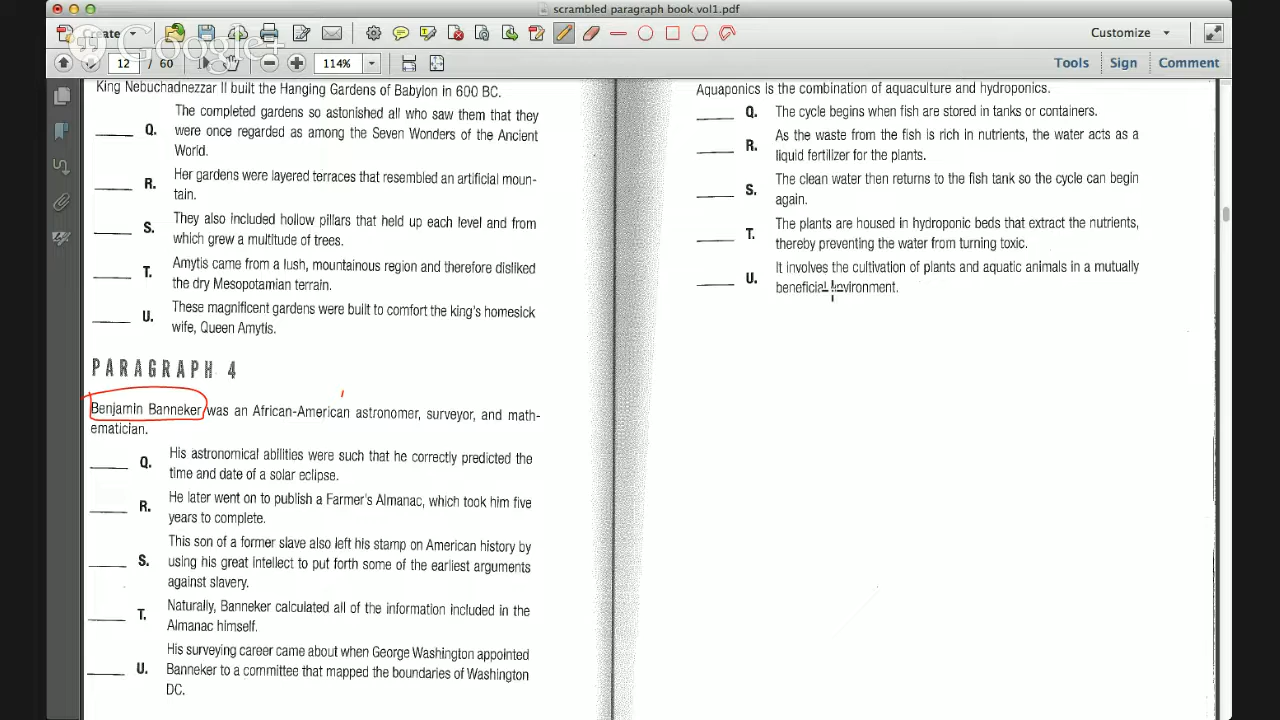 scrambled paragraph book vol1.pdf
Create
Customize
Google+
12 / 60
114%
Tools
Sign
Comment
King Nebuchadnezzar II built the Hanging Gardens of Babylon in 600 BC.
Q. The completed gardens so astonished all who saw them that they
were once regarded as among the Seven Wonders of the Ancient
World.
R. Her gardens were layered terraces that resembled an artificial moun-
tain.
S. They also included hollow pillars that held up each level and from
which grew a multitude of trees.
T. Amytis came from a lush, mountainous region and therefore disliked
the dry Mesopotamian terrain.
U. These magnificent gardens were built to comfort the king's homesick
wife, Queen Amytis.
PARAGRAPH 4
Benjamin Banneker was an African-American astronomer, surveyor, and math-
ematician.
Q. His astronomical abilities were such that he correctly predicted the
time and date of a solar eclipse.
R. He later went on to publish a Farmer's Almanac, which took him five
years to complete.
S. This son of a former slave also left his stamp on American history by
using his great intellect to put forth some of the earliest arguments
against slavery.
T. Naturally, Banneker calculated all of the information included in the
Almanac himself.
U. His surveying career came about when George Washington appointed
Banneker to a committee that mapped the boundaries of Washington
DC.
Aquaponics is the combination of aquaculture and hydroponics.
Q. The cycle begins when fish are stored in tanks or containers.
R. As the waste from the fish is rich in nutrients, the water acts as a
liquid fertilizer for the plants.
S. The clean water then returns to the fish tank so the cycle can begin
again.
T. The plants are housed in hydroponic beds that extract the nutrients,
thereby preventing the water from turning toxic.
U. It involves the cultivation of plants and aquatic animals in a mutually
beneficial environment.